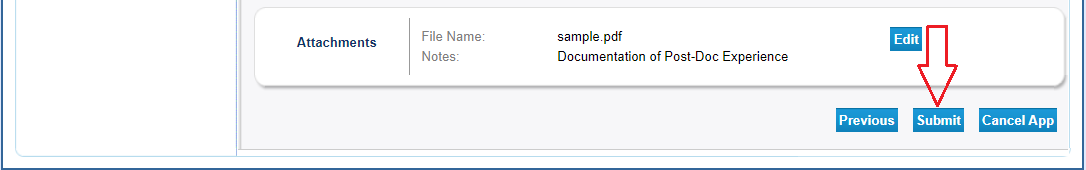 Attachments
File Name: sample.pdf Edit
Notes: Documentation of Post-Doc Experience
Previous Submit Cancel App